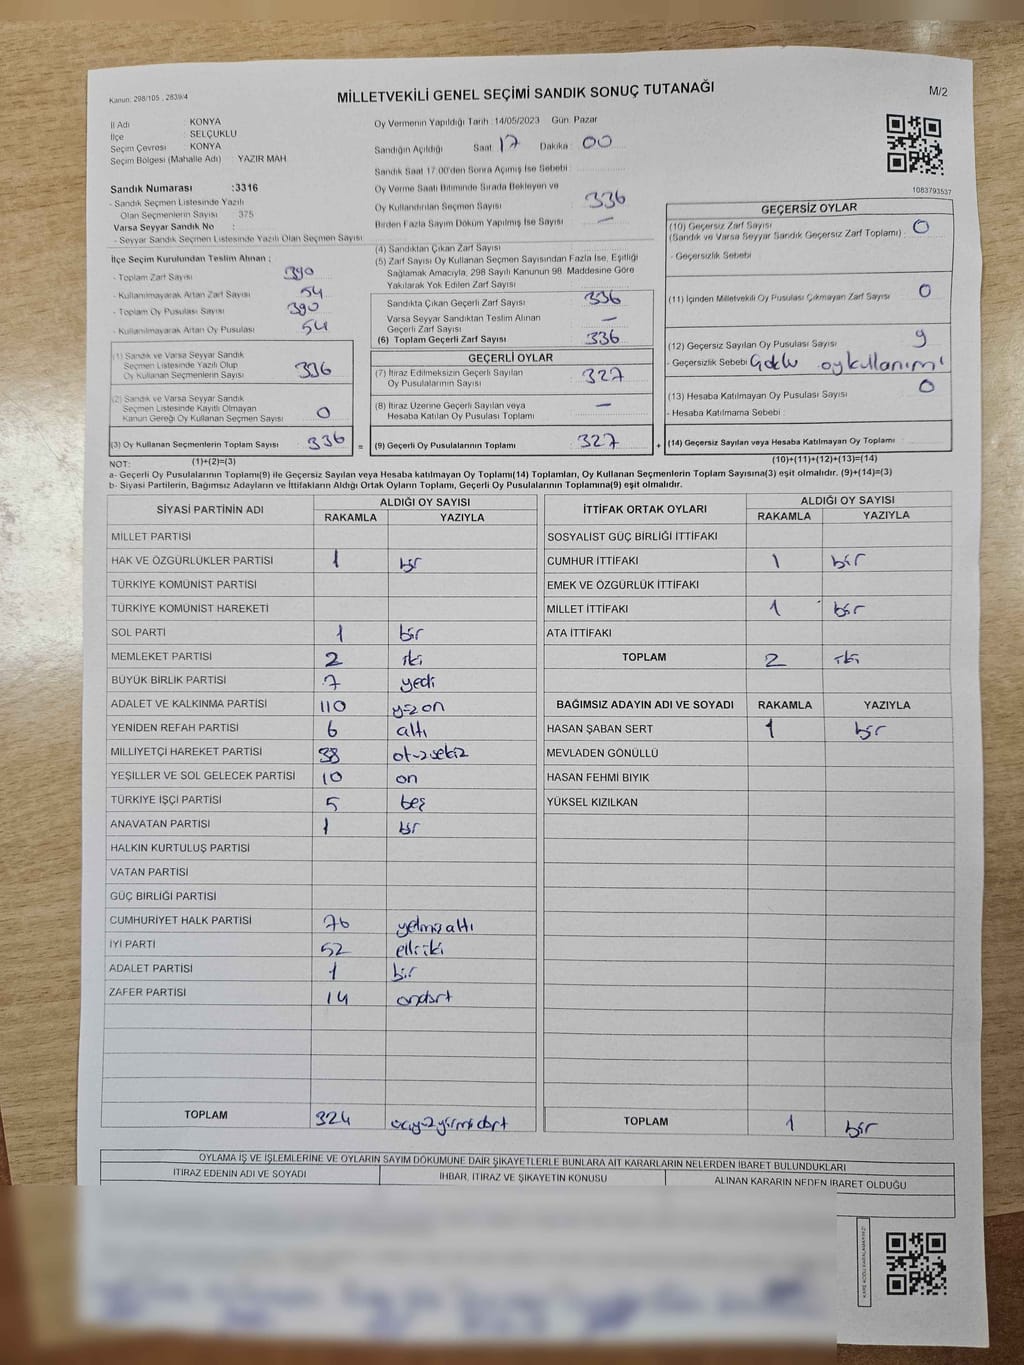 Kanun: 298/105 , 2839/4
MİLLETVEKİLİ GENEL SEÇİMİ SANDIK SONUÇ TUTANAĞI
M/2
İl Adı : KONYA
İlçe : SELÇUKLU
Seçim Çevresi : KONYA
Seçim Bölgesi (Mahalle Adı) : YAZIR MAH
Sandık Numarası :3316
- Sandık Seçmen Listesinde Yazılı
Olan Seçmenlerin Sayısı : 375
Varsa Seyyar Sandık No :
- Seyyar Sandık Seçmen Listesinde Yazılı Olan Seçmen Sayısı
İlçe Seçim Kurulundan Teslim Alınan ;
- Toplam Zarf Sayısı : 390
- Kullanılmayarak Artan Zarf Sayısı : 54
- Toplam Oy Pusulası Sayısı : 390
- Kullanılmayarak Artan Oy Pusulası : 54
(1) Sandık ve Varsa Seyyar Sandık
Seçmen Listesinde Yazılı Olup
Oy Kullanan Seçmenlerin Sayısı 336
(2) Sandık ve Varsa Seyyar Sandık
Seçmen Listesinde Kayıtlı Olmayan
Kanun Gereği Oy Kullanan Seçmen Sayısı 0
(3) Oy Kullanan Seçmenlerin Toplam Sayısı 336 =
(1)+(2)=(3)
Oy Vermenin Yapıldığı Tarih :14/05/2023 Gün: Pazar
Sandığın Açıldığı Saat : 17 Dakika : 00
Sandık Saat 17.00'den Sonra Açılmış İse Sebebi :
Oy Verme Saati Bitiminde Sırada Bekleyen ve
Oy Kullandırılan Seçmen Sayısı : 336
Birden Fazla Sayım Döküm Yapılmış İse Sayısı : —
(4) Sandıktan Çıkan Zarf Sayısı :
(5) Zarf Sayısı Oy Kullanan Seçmen Sayısından Fazla İse, Eşitliği
Sağlamak Amacıyla, 298 Sayılı Kanunun 98. Maddesine Göre
Yakılarak Yok Edilen Zarf Sayısı :
Sandıkta Çıkan Geçerli Zarf Sayısı : 336
Varsa Seyyar Sandıktan Teslim Alınan
Geçerli Zarf Sayısı : —
(6) Toplam Geçerli Zarf Sayısı : 336
GEÇERLİ OYLAR
(7) İtiraz Edilmeksizin Geçerli Sayılan
Oy Pusulalarının Sayısı : 327
(8) İtiraz Üzerine Geçerli Sayılan veya
Hesaba Katılan Oy Pusulası Toplamı : —
(9) Geçerli Oy Pusulalarının Toplamı : 327 +
1083793537
GEÇERSİZ OYLAR
(10) Geçersiz Zarf Sayısı
(Sandık ve Varsa Seyyar Sandık Geçersiz Zarf Toplamı) : 0
- Geçersizlik Sebebi :
(11) İçinden Milletvekili Oy Pusulası Çıkmayan Zarf Sayısı : 0
(12) Geçersiz Sayılan Oy Pusulası Sayısı : 9
- Geçersizlik Sebebi : oy kullanımı
(13) Hesaba Katılmayan Oy Pusulası Sayısı : 0
- Hesaba Katılmama Sebebi :
(14) Geçersiz Sayılan veya Hesaba Katılmayan Oy Toplamı
(10)+(11)+(12)+(13)=(14)
NOT:
a- Geçerli Oy Pusulalarının Toplamı(9) ile Geçersiz Sayılan veya Hesaba katılmayan Oy Toplamı(14) Toplamları, Oy Kullanan Seçmenlerin Toplam Sayısına(3) eşit olmalıdır. (9)+(14)=(3)
b- Siyasi Partilerin, Bağımsız Adayların ve İttifakların Aldığı Ortak Oyların Toplamı, Geçerli Oy Pusulalarının Toplamına(9) eşit olmalıdır.
SİYASİ PARTİNİN ADI ALDIĞI OY SAYISI
RAKAMLA YAZIYLA
MİLLET PARTİSİ
HAK VE ÖZGÜRLÜKLER PARTİSİ 1 bir
TÜRKİYE KOMÜNİST PARTİSİ
TÜRKİYE KOMÜNİST HAREKETİ
SOL PARTİ 1 bir
MEMLEKET PARTİSİ 2 iki
BÜYÜK BİRLİK PARTİSİ 7 yedi
ADALET VE KALKINMA PARTİSİ 110 yüzon
YENİDEN REFAH PARTİSİ 6 altı
MİLLİYETÇİ HAREKET PARTİSİ 38 otuzsekiz
YEŞİLLER VE SOL GELECEK PARTİSİ 10 on
TÜRKİYE İŞÇİ PARTİSİ 5 beş
ANAVATAN PARTİSİ 1 bir
HALKIN KURTULUŞ PARTİSİ
VATAN PARTİSİ
GÜÇ BİRLİĞİ PARTİSİ
CUMHURİYET HALK PARTİSİ 76 yetmişaltı
İYİ PARTİ 52 elliiki
ADALET PARTİSİ 1 bir
ZAFER PARTİSİ 14 ondört
TOPLAM 324 üçyüzyirmidört
İTTİFAK ORTAK OYLARI ALDIĞI OY SAYISI
RAKAMLA YAZIYLA
SOSYALİST GÜÇ BİRLİĞİ İTTİFAKI
CUMHUR İTTİFAKI 1 bir
EMEK VE ÖZGÜRLÜK İTTİFAKI
MİLLET İTTİFAKI 1 bir
ATA İTTİFAKI
TOPLAM 2 iki
BAĞIMSIZ ADAYIN ADI VE SOYADI RAKAMLA YAZIYLA
HASAN ŞABAN SERT 1 bir
MEVLADEN GÖNÜLLÜ
HASAN FEHMİ BIYIK
YÜKSEL KIZILKAN
TOPLAM 1 bir
OYLAMA İŞ VE İŞLEMLERİNE VE OYLARIN SAYIM DÖKÜMÜNE DAİR ŞİKAYETLERLE BUNLARA AİT KARARLARIN NELERDEN İBARET BULUNDUKLARI
İTİRAZ EDENİN ADI VE SOYADI İHBAR, İTİRAZ VE ŞİKAYETİN KONUSU ALINAN KARARIN NEDEN İBARET OLDUĞU
KARE KODU KARALAMAYINIZ!